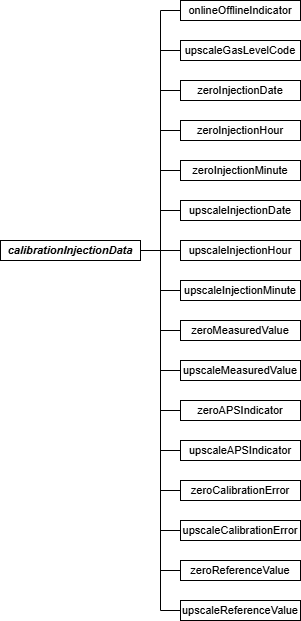 onlineOfflineIndicator
upscaleGasLevelCode
zeroInjectionDate
zeroInjectionHour
zeroInjectionMinute
upscaleInjectionDate
calibrationInjectionData
upscaleInjectionHour
upscaleInjectionMinute
zeroMeasuredValue
upscaleMeasuredValue
zeroAPSIndicator
upscaleAPSIndicator
zeroCalibrationError
upscaleCalibrationError
zeroReferenceValue
upscaleReferenceValue